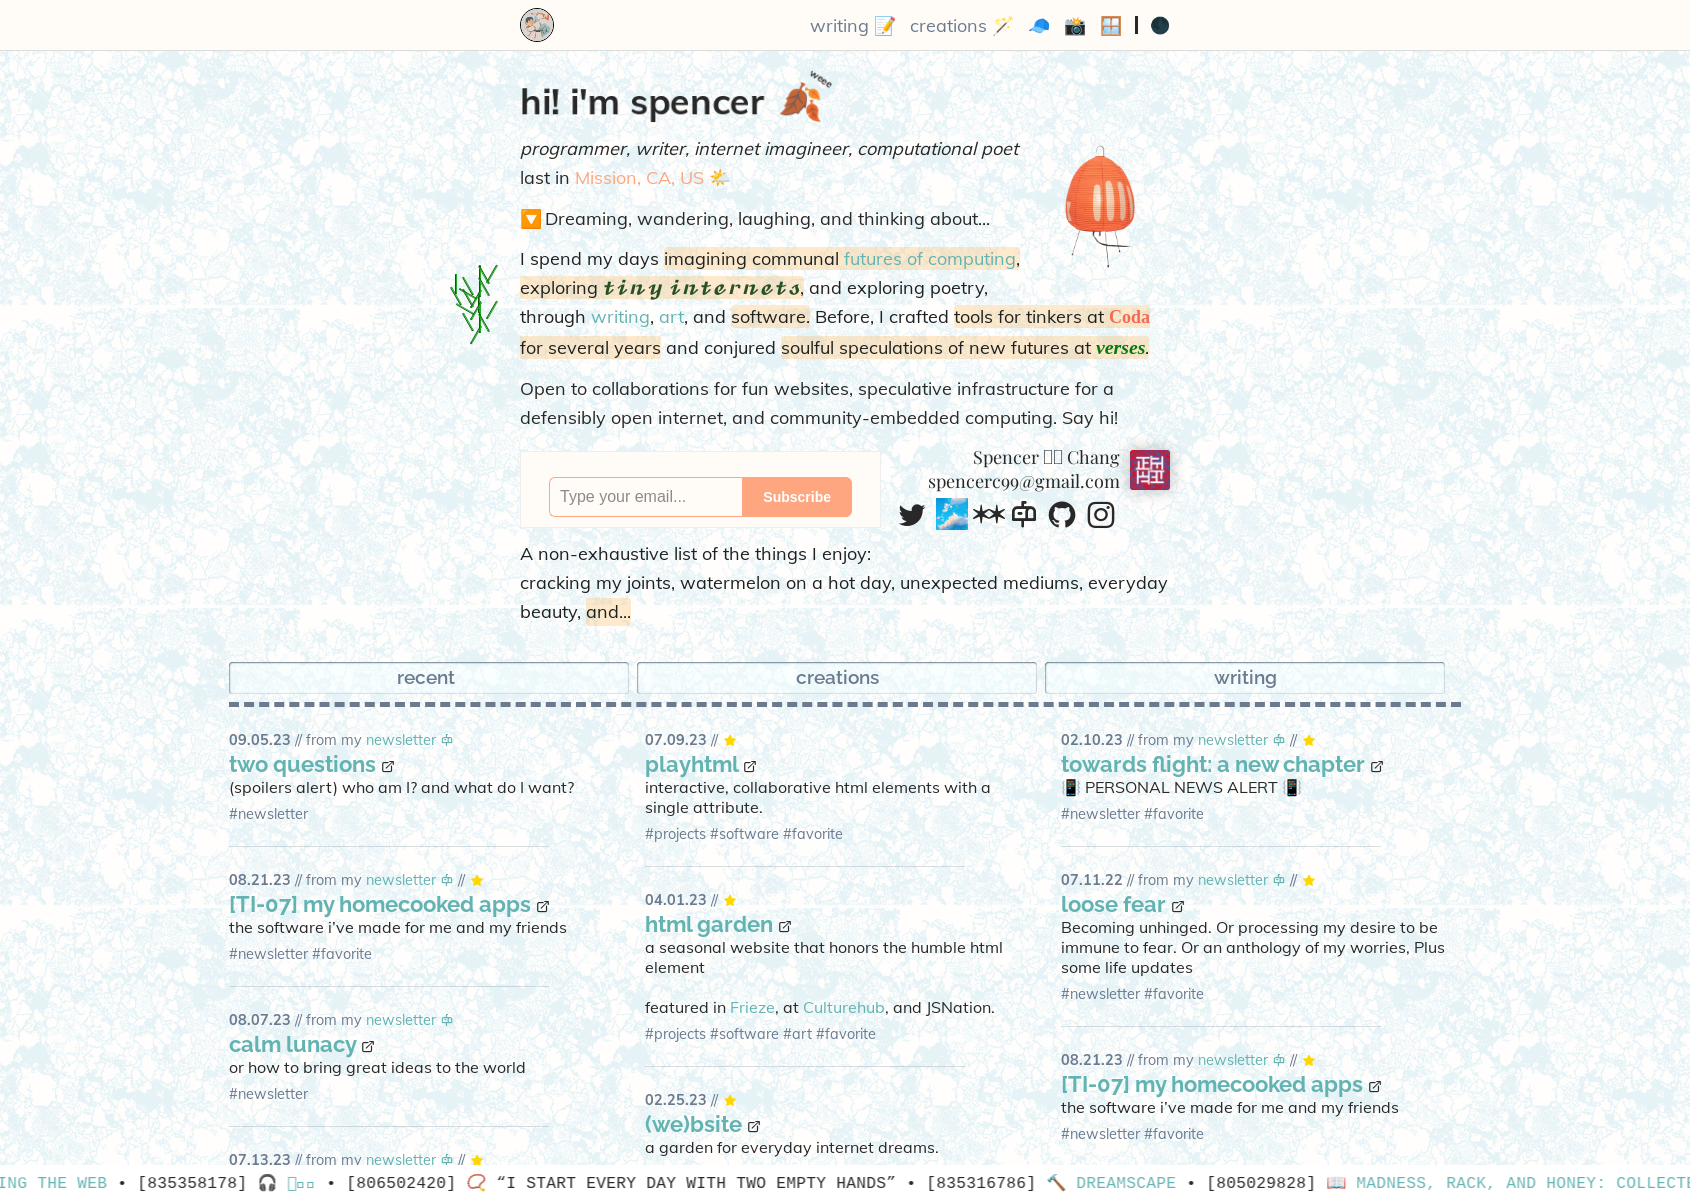 writing 📝 creations 🪄
hi! i'm spencer
weee
programmer, writer, internet imagineer, computational poet
last in Mission, CA, US 🌤️
🔽 Dreaming, wandering, laughing, and thinking about...
I spend my days imagining communal futures of computing,
exploring tiny internets, and exploring poetry,
through writing, art, and software. Before, I crafted tools for tinkers at Coda
for several years and conjured soulful speculations of new futures at verses.
Open to collaborations for fun websites, speculative infrastructure for a
defensibly open internet, and community-embedded computing. Say hi!
Type your email...
Subscribe
Spencer Chang
spencerc99@gmail.com
A non-exhaustive list of the things I enjoy:
cracking my joints, watermelon on a hot day, unexpected mediums, everyday
beauty, and...
recent
creations
writing
09.05.23 // from my newsletter
two questions
(spoilers alert) who am I? and what do I want?
#newsletter
08.21.23 // from my newsletter // ⭐
[TI-07] my homecooked apps
the software i've made for me and my friends
#newsletter #favorite
08.07.23 // from my newsletter
calm lunacy
or how to bring great ideas to the world
#newsletter
07.13.23 // from my newsletter // ⭐
07.09.23 // ⭐
playhtml
interactive, collaborative html elements with a
single attribute.
#projects #software #favorite
04.01.23 // ⭐
html garden
a seasonal website that honors the humble html
element
featured in Frieze, at Culturehub, and JSNation.
#projects #software #art #favorite
02.25.23 // ⭐
(we)bsite
a garden for everyday internet dreams.
02.10.23 // from my newsletter // ⭐
towards flight: a new chapter
📳 PERSONAL NEWS ALERT 📳
#newsletter #favorite
07.11.22 // from my newsletter // ⭐
loose fear
Becoming unhinged. Or processing my desire to be
immune to fear. Or an anthology of my worries, Plus
some life updates
#newsletter #favorite
08.21.23 // from my newsletter // ⭐
[TI-07] my homecooked apps
the software i've made for me and my friends
#newsletter #favorite
ING THE WEB • [835358178] 🎧 • [806502420] 📿 “I START EVERY DAY WITH TWO EMPTY HANDS” • [835316786] 🔨 DREAMSCAPE • [805029828] 📖 MADNESS, RACK, AND HONEY: COLLECTE